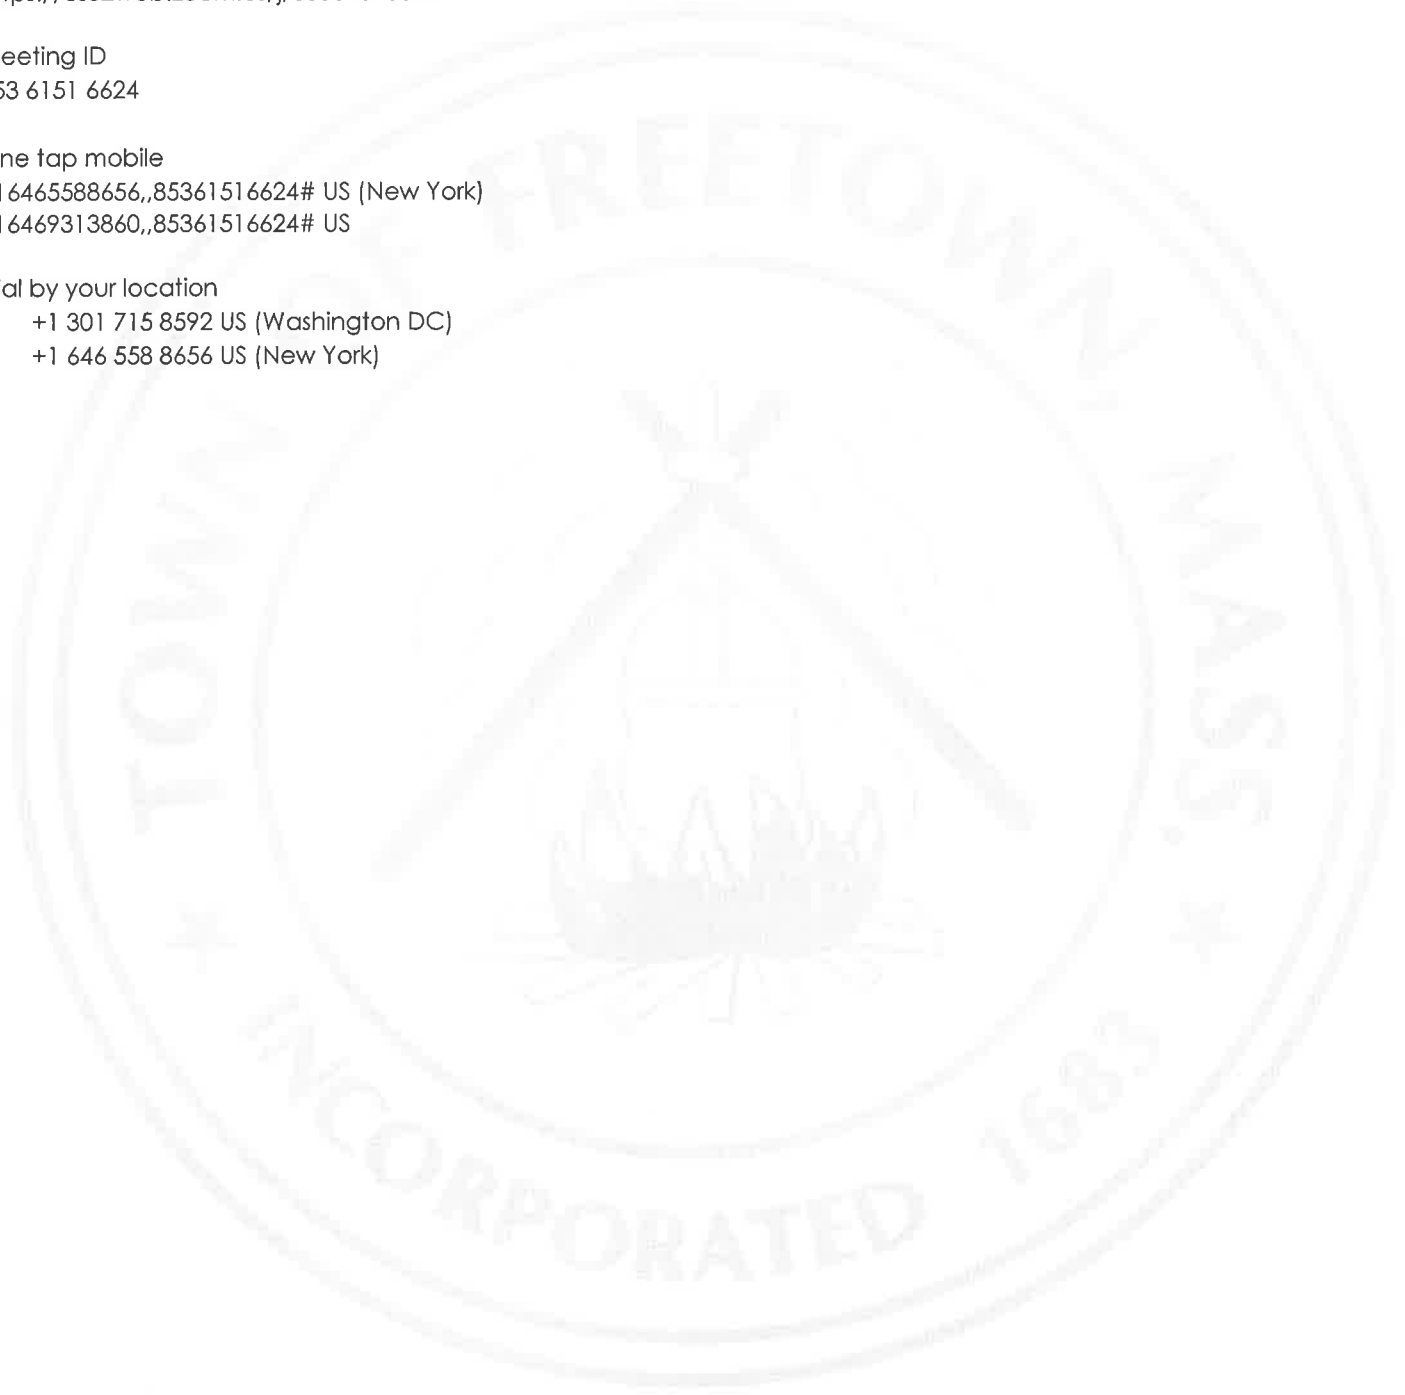 eeting ID
53 6151 6624
ne tap mobile
16465588656,,85361516624# US (New York)
16469313860,,85361516624# US
ial by your location
+1 301 715 8592 US (Washington DC)
+1 646 558 8656 US (New York)
TOWN OF FREETOWN, MASS.
INCORPORATED 1683